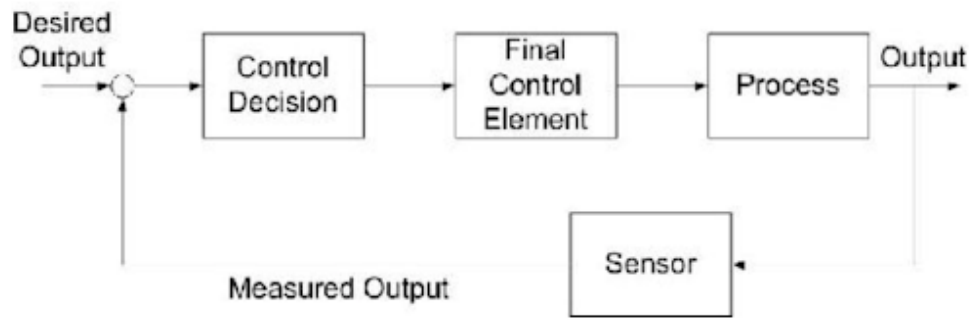 Desired
Output
Control
Decision
Final
Control
Element
Process
Output
Sensor
Measured Output